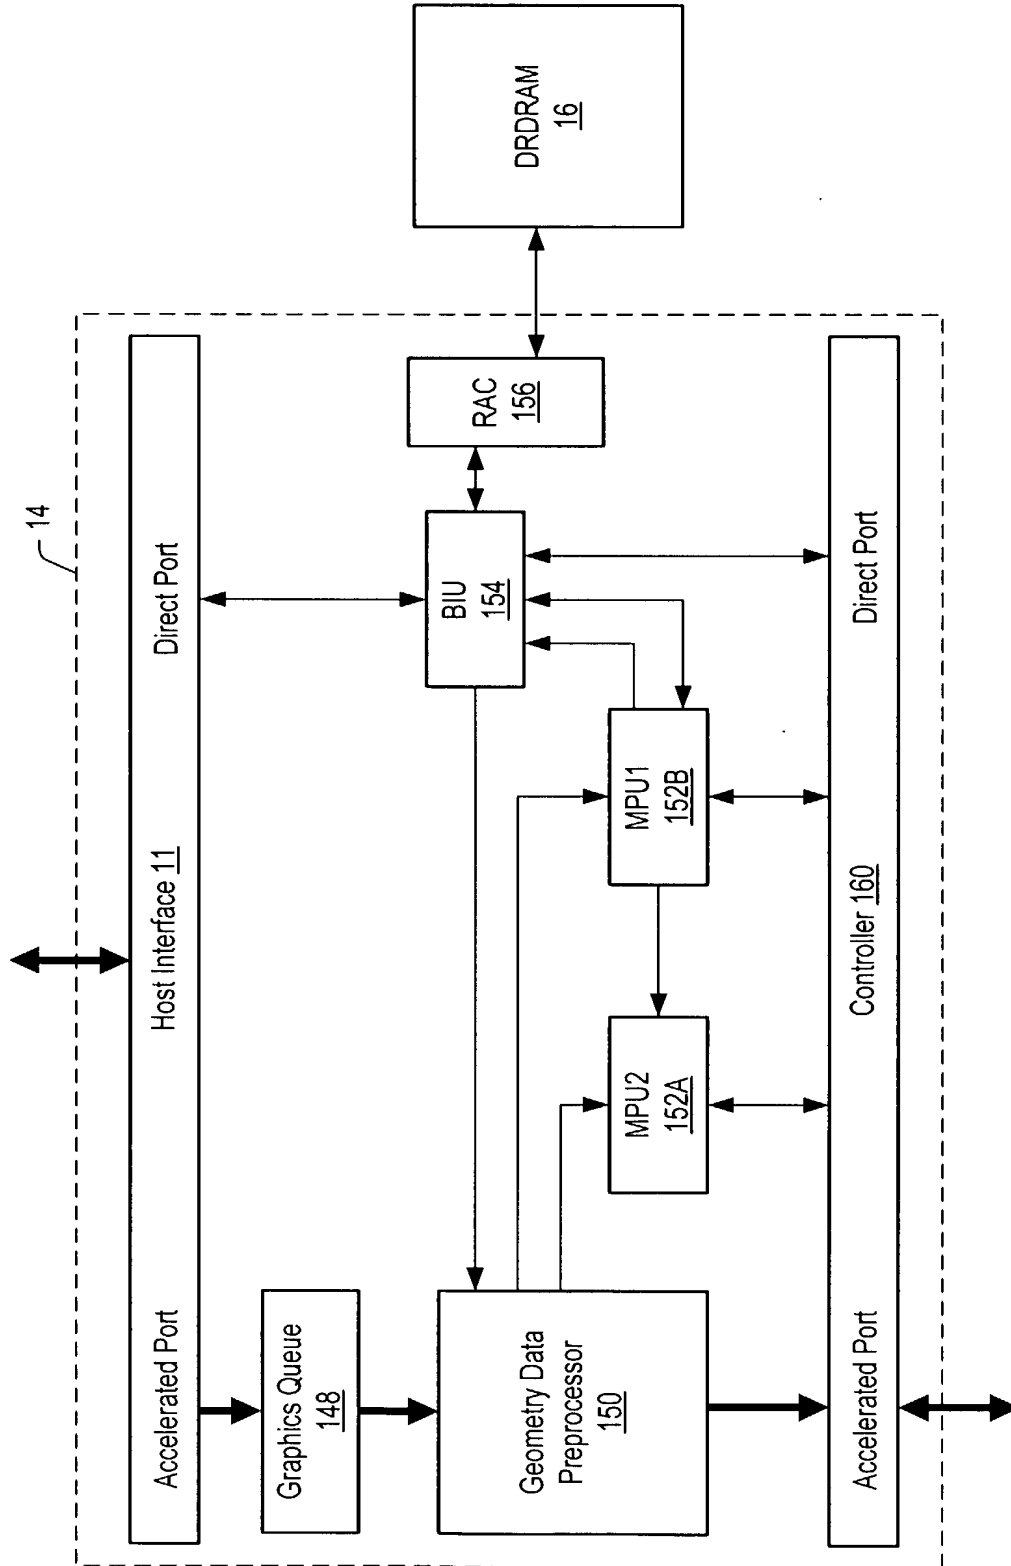 14
Accelerated Port
Host Interface 11
Direct Port
Graphics Queue
148
Geometry Data
Preprocessor
150
BIU
154
RAC
156
DRDRAM
16
MPU2
152A
MPU1
152B
Accelerated Port
Controller 160
Direct Port